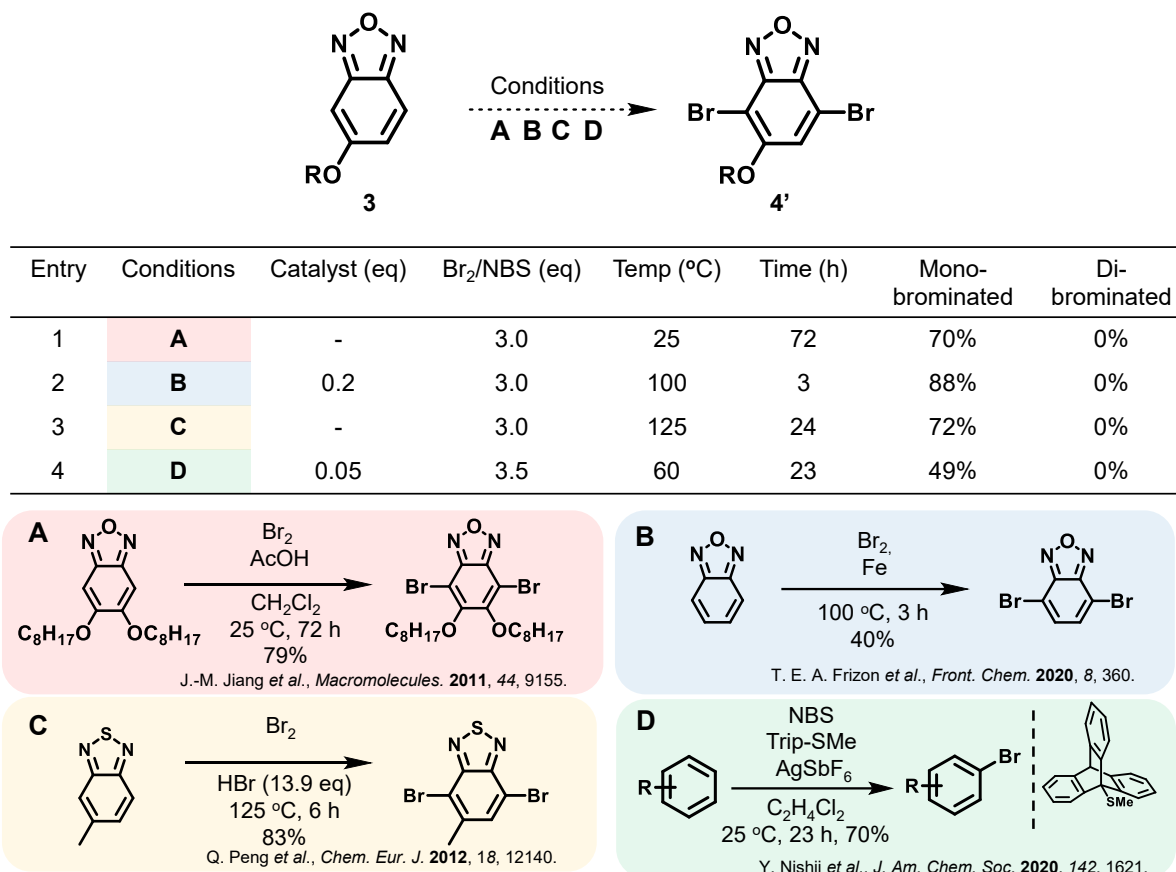 N O N
RO
3
Conditions
A B C D
N O N
Br Br
RO
4’
Entry Conditions Catalyst (eq) Br₂/NBS (eq) Temp (ºC) Time (h) Mono-brominated Di-brominated
1 A - 3.0 25 72 70% 0%
2 B 0.2 3.0 100 3 88% 0%
3 C - 3.0 125 24 72% 0%
4 D 0.05 3.5 60 23 49% 0%
A
N O N
C₈H₁₇O OC₈H₁₇
Br₂
AcOH
CH₂Cl₂
25 ºC, 72 h
79%
N O N
Br Br
C₈H₁₇O OC₈H₁₇
J.-M. Jiang et al., Macromolecules. 2011, 44, 9155.
B
N O N
Br₂,
Fe
100 ºC, 3 h
40%
N O N
Br Br
T. E. A. Frizon et al., Front. Chem. 2020, 8, 360.
C
N S N
Br₂
HBr (13.9 eq)
125 ºC, 6 h
83%
N S N
Br Br
Q. Peng et al., Chem. Eur. J. 2012, 18, 12140.
D
R
NBS
Trip-SMe
AgSbF₆
C₂H₄Cl₂
25 ºC, 23 h, 70%
R Br
SMe
Y. Nishii et al., J. Am. Chem. Soc. 2020, 142, 1621.